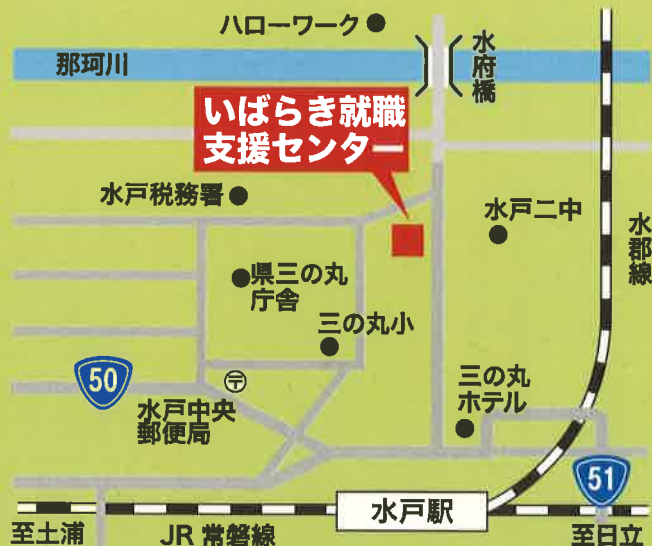 ハローワーク
水府橋
那珂川
いばらき就職
支援センター
水戸税務署
水戸二中
水郡線
県三の丸
庁舎
三の丸小
50
〒
水戸中央
郵便局
三の丸
ホテル
51
水戸駅
至土浦
JR 常磐線
至日立